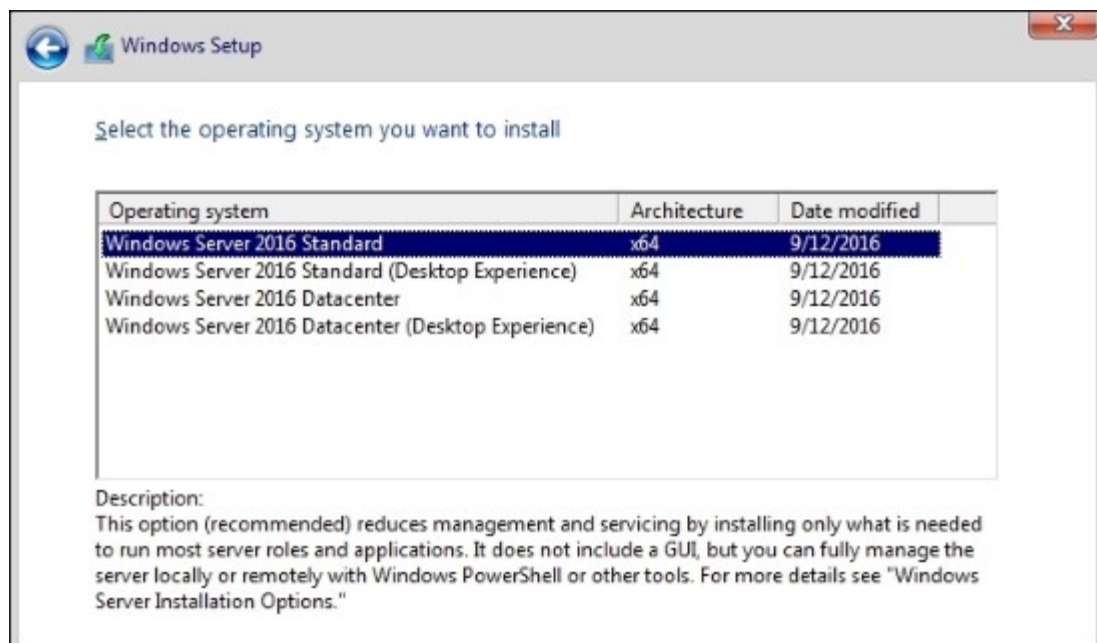 Windows Setup
Select the operating system you want to install
Operating system Architecture Date modified
Windows Server 2016 Standard x64 9/12/2016
Windows Server 2016 Standard (Desktop Experience) x64 9/12/2016
Windows Server 2016 Datacenter x64 9/12/2016
Windows Server 2016 Datacenter (Desktop Experience) x64 9/12/2016
Description:
This option (recommended) reduces management and servicing by installing only what is needed
to run most server roles and applications. It does not include a GUI, but you can fully manage the
server locally or remotely with Windows PowerShell or other tools. For more details see "Windows
Server Installation Options."